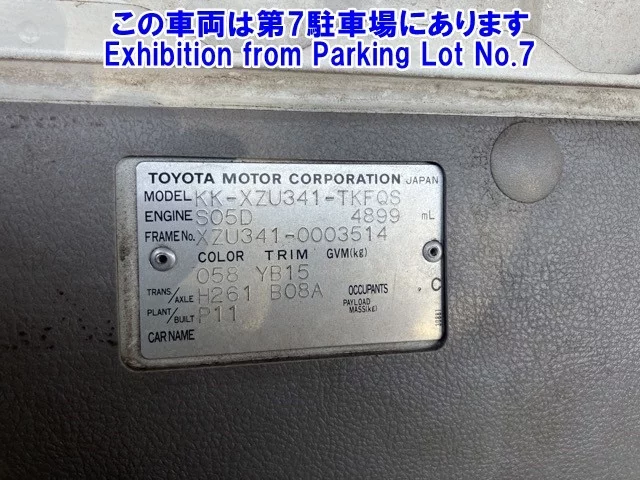 この車両は第7駐車場にあります
Exhibition from Parking Lot No.7
TOYOTA MOTOR CORPORATION JAPAN
MODEL KK-XZU341-TKFQS
ENGINE S05D 4899 mL
FRAME No. XZU341-0003514
COLOR TRIM GVM(kg)
058 YB15
TRANS/AXLE H261 B08A OCCUPANTS C
PLANT/BUILT P11 PAYLOAD MASS(kg)
CAR NAME